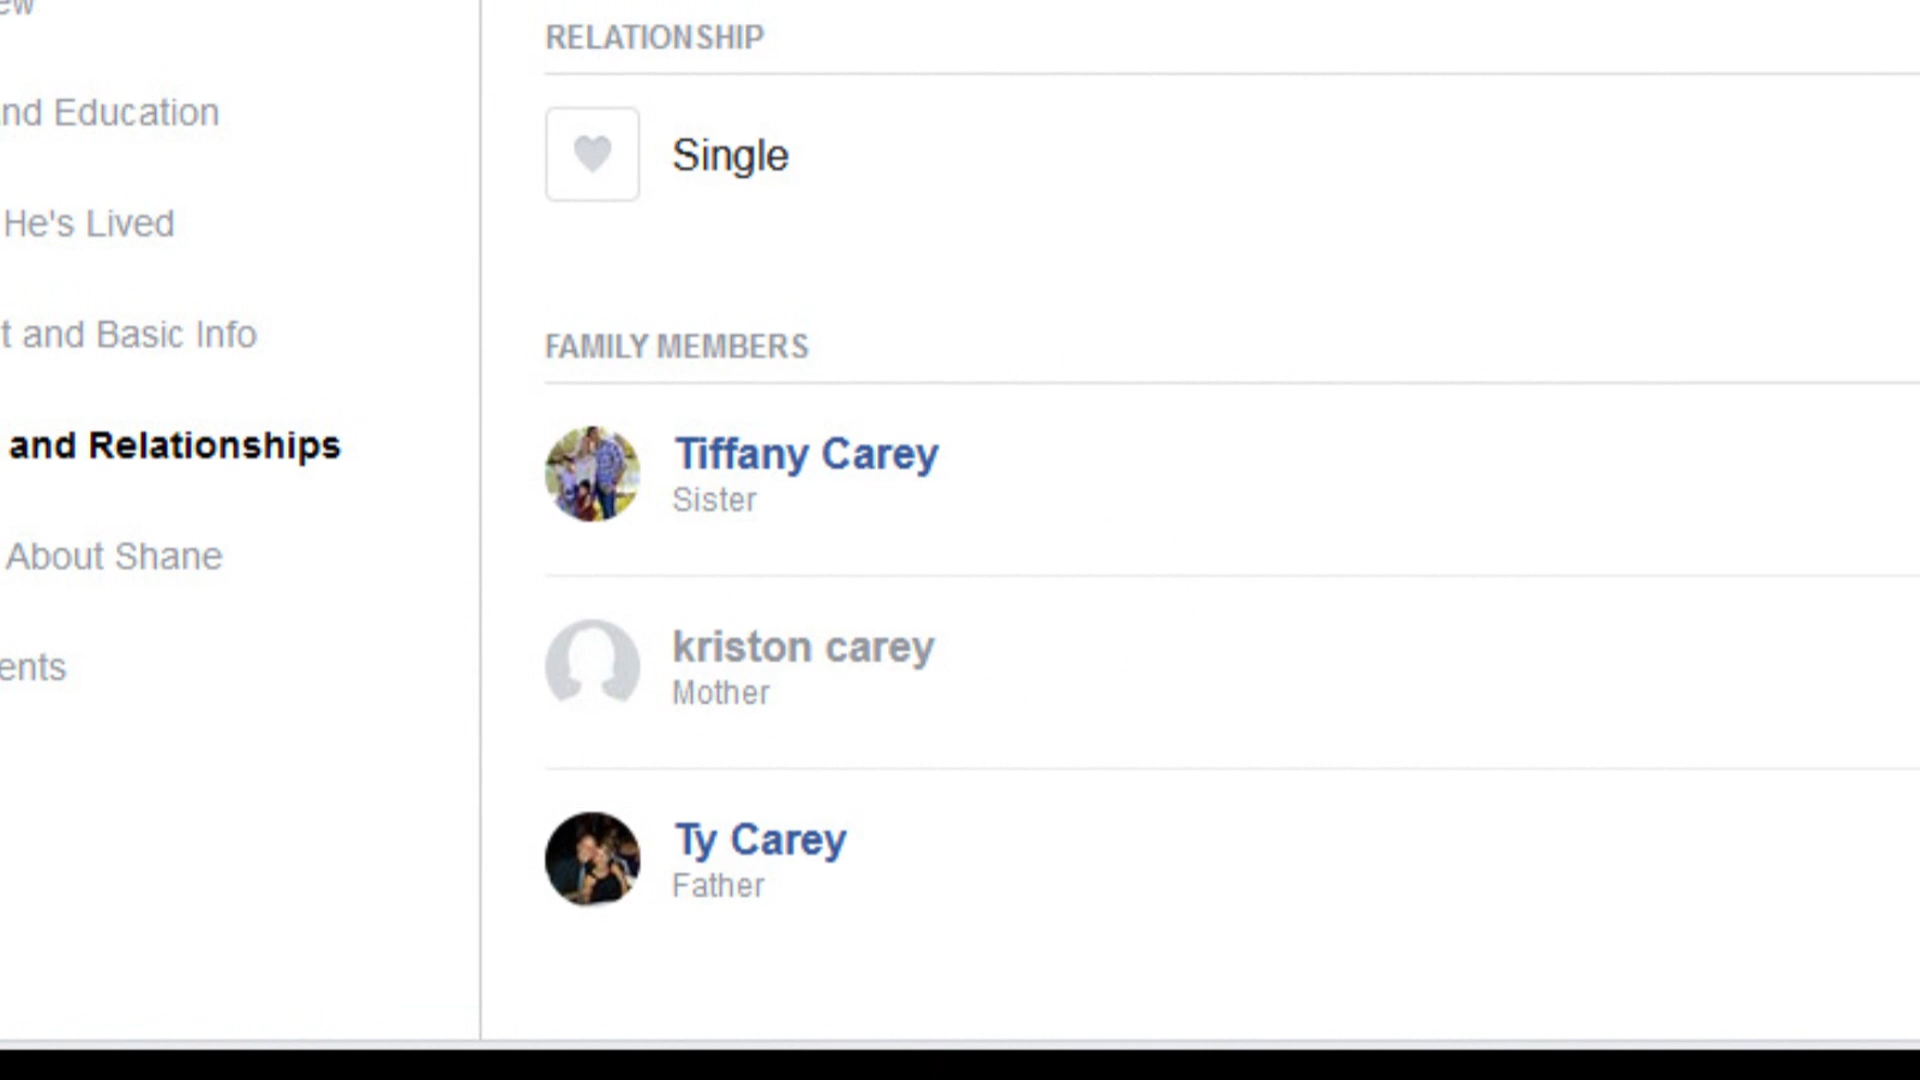 ew
nd Education
He's Lived
t and Basic Info
and Relationships
About Shane
ents
RELATIONSHIP
Single
FAMILY MEMBERS
Tiffany Carey
Sister
kriston carey
Mother
Ty Carey
Father